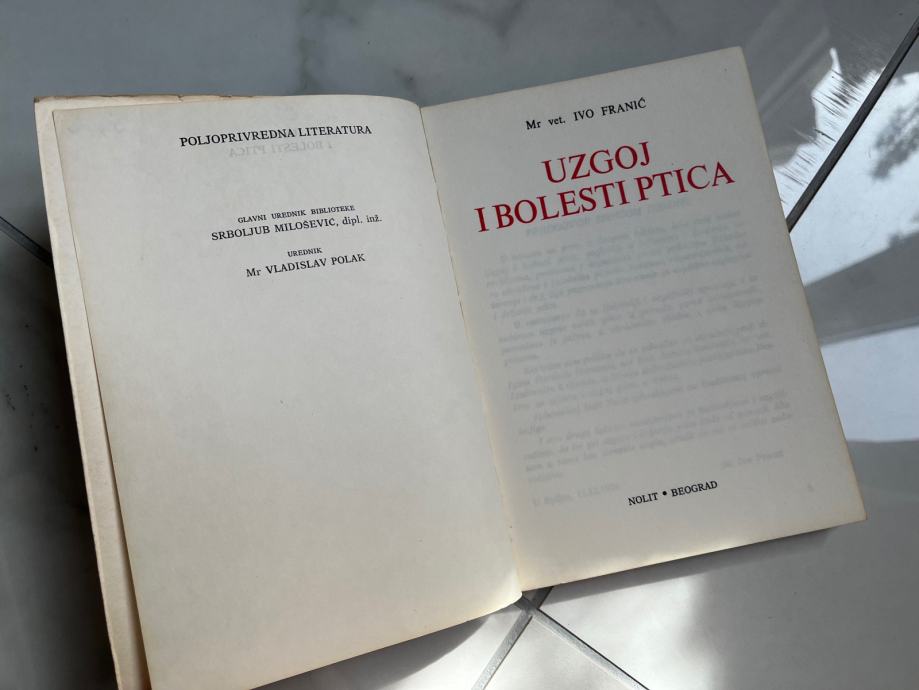 POLJOPRIVREDNA LITERATURA
GLAVNI UREDNIK BIBLIOTEKE
SRBOLJUB MILOŠEVIĆ, dipl. inž.
UREDNIK
Mr VLADISLAV POLAK
Mr vet. IVO FRANIĆ
UZGOJ
I BOLESTI PTICA
NOLIT • BEOGRAD